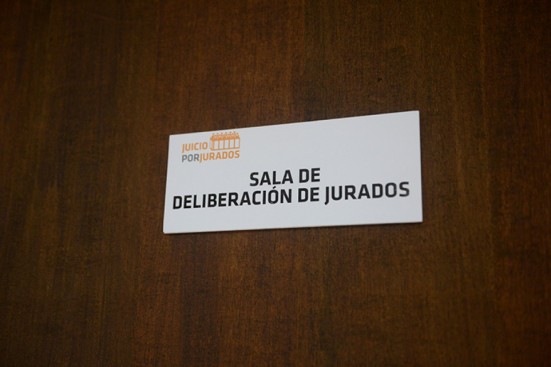 JUICIO
PORJURADOS
SALA DE
DELIBERACIÓN DE JURADOS